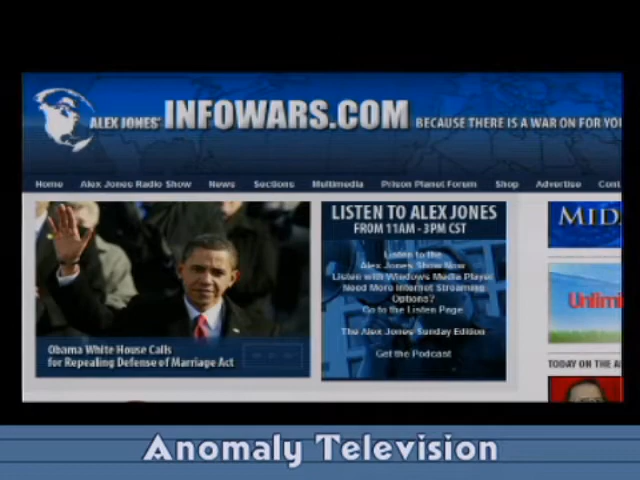 ALEX JONES' INFOWARS.COM BECAUSE THERE IS A WAR ON FOR YOU
Home Alex Jones Radio Show News Sections Multimedia Prison Planet Forum Shop Advertise Cont
LISTEN TO ALEX JONES
FROM 11AM - 3PM CST
Listen to the
Alex Jones Show Now
Listen with Windows Media Player
Need More Internet Streaming
Options?
Go to the Listen Page
The Alex Jones Sunday Edition
Get the Podcast
Obama White House Calls
for Repealing Defense of Marriage Act
MID
Unlimi
TODAY ON THE A
Anomaly Television